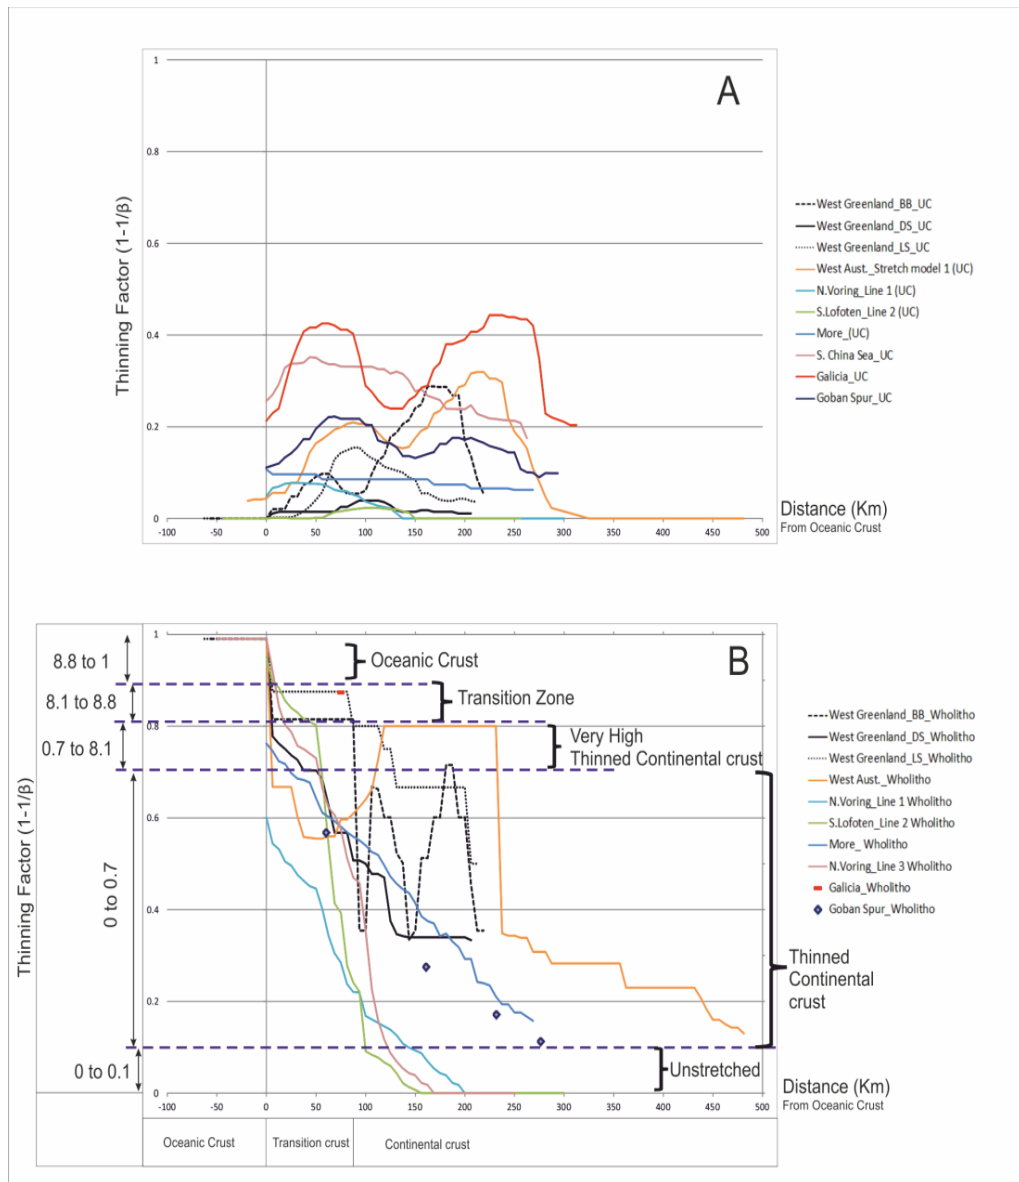 A
Thinning Factor (1-1/β)
1
0.8
0.6
0.4
0.2
0
-100 -50 0 50 100 150 200 250 300 350 400 450 500
Distance (Km)
From Oceanic Crust
West Greenland_BB_UC
West Greenland_DS_UC
West Greenland_LS_UC
West Aust._Stretch model 1 (UC)
N.Voring_Line 1 (UC)
S.Lofoten_Line 2 (UC)
More_(UC)
S. China Sea_UC
Galicia_UC
Goban Spur_UC
B
Thinning Factor (1-1/β)
8.8 to 1
8.1 to 8.8
0.7 to 8.1
0 to 0.7
0 to 0.1
1
0.8
0.6
0.4
0.2
0
Oceanic Crust
Transition Zone
Very High
Thinned Continental crust
Thinned
Continental
crust
Unstretched
-100 -50 0 50 100 150 200 250 300 350 400 450 500
Distance (Km)
From Oceanic Crust
Oceanic Crust Transition crust Continental crust
West Greenland_BB_Wholitho
West Greenland_DS_Wholitho
West Greenland_LS_Wholitho
West Aust._Wholitho
N.Voring_Line 1 Wholitho
S.Lofoten_Line 2 Wholitho
More_ Wholitho
N.Voring_Line 3 Wholitho
Galicia_Wholitho
Goban Spur_Wholitho